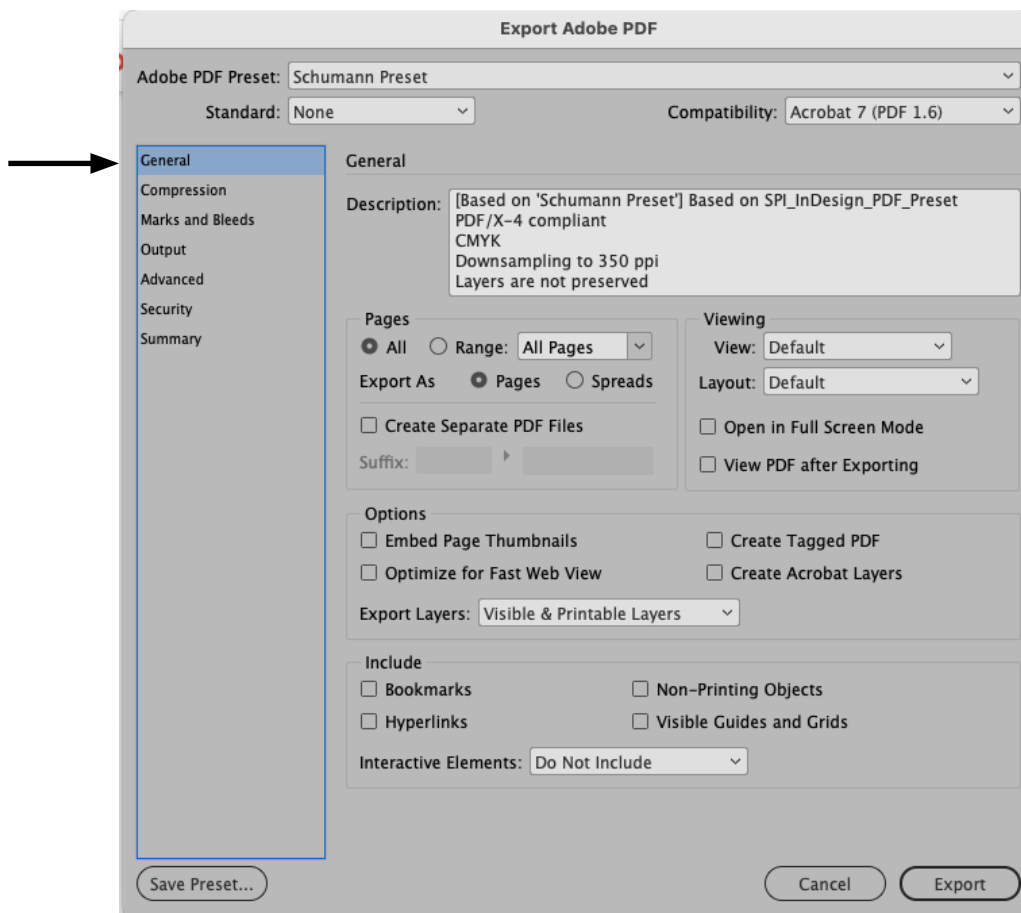 Export Adobe PDF
Adobe PDF Preset: Schumann Preset
Standard: None Compatibility: Acrobat 7 (PDF 1.6)
General
Compression
Marks and Bleeds
Output
Advanced
Security
Summary
General
Description: [Based on 'Schumann Preset'] Based on SPI_InDesign_PDF_Preset
PDF/X-4 compliant
CMYK
Downsampling to 350 ppi
Layers are not preserved
Pages
All Range: All Pages
Export As Pages Spreads
Create Separate PDF Files
Suffix:
Viewing
View: Default
Layout: Default
Open in Full Screen Mode
View PDF after Exporting
Options
Embed Page Thumbnails Create Tagged PDF
Optimize for Fast Web View Create Acrobat Layers
Export Layers: Visible & Printable Layers
Include
Bookmarks Non-Printing Objects
Hyperlinks Visible Guides and Grids
Interactive Elements: Do Not Include
Save Preset... Cancel Export